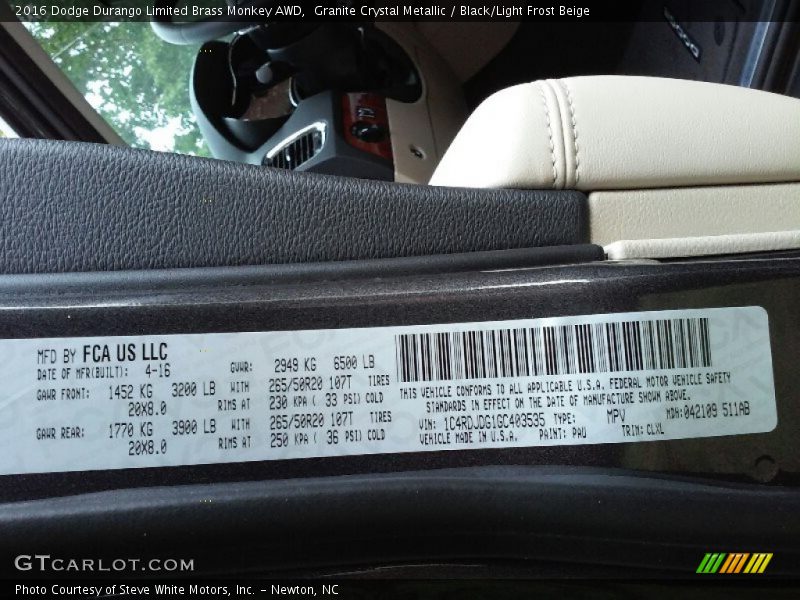 2016 Dodge Durango Limited Brass Monkey AWD,  Granite Crystal Metallic / Black/Light Frost Beige
MFD BY FCA US LLC
DATE OF MFR(BUILT): 4-16
GVWR: 2949 KG 6500 LB
GAWR FRONT: 1452 KG 3200 LB WITH 265/50R20 107T TIRES
20X8.0 RIMS AT 230 KPA ( 33 PSI) COLD
GAWR REAR: 1770 KG 3900 LB WITH 265/50R20 107T TIRES
20X8.0 RIMS AT 250 KPA ( 36 PSI) COLD
THIS VEHICLE CONFORMS TO ALL APPLICABLE U.S.A. FEDERAL MOTOR VEHICLE SAFETY
STANDARDS IN EFFECT ON THE DATE OF MANUFACTURE SHOWN ABOVE.
VIN: 1C4RDJDG1GC403535 TYPE: MPV MDH:042109 511AB
VEHICLE MADE IN U.S.A. PAINT: PAU TRIM: CLXL
GTCARLOT.COM
Photo Courtesy of Steve White Motors, Inc. – Newton, NC